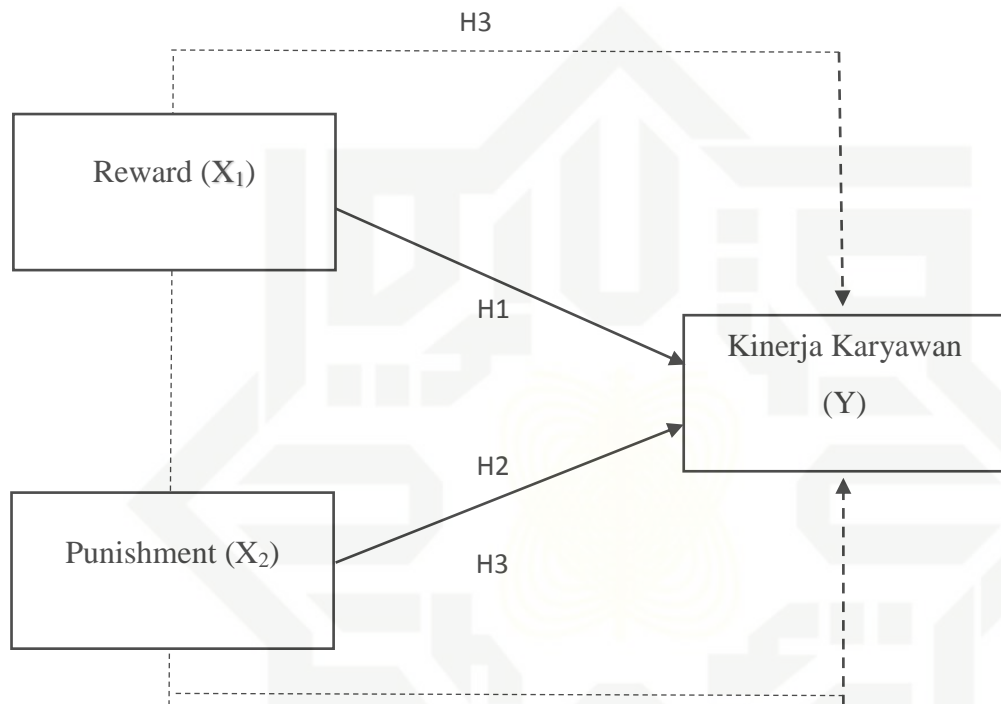 H3
Reward (X₁)
H1
Kinerja Karyawan
(Y)
H2
Punishment (X₂)
H3